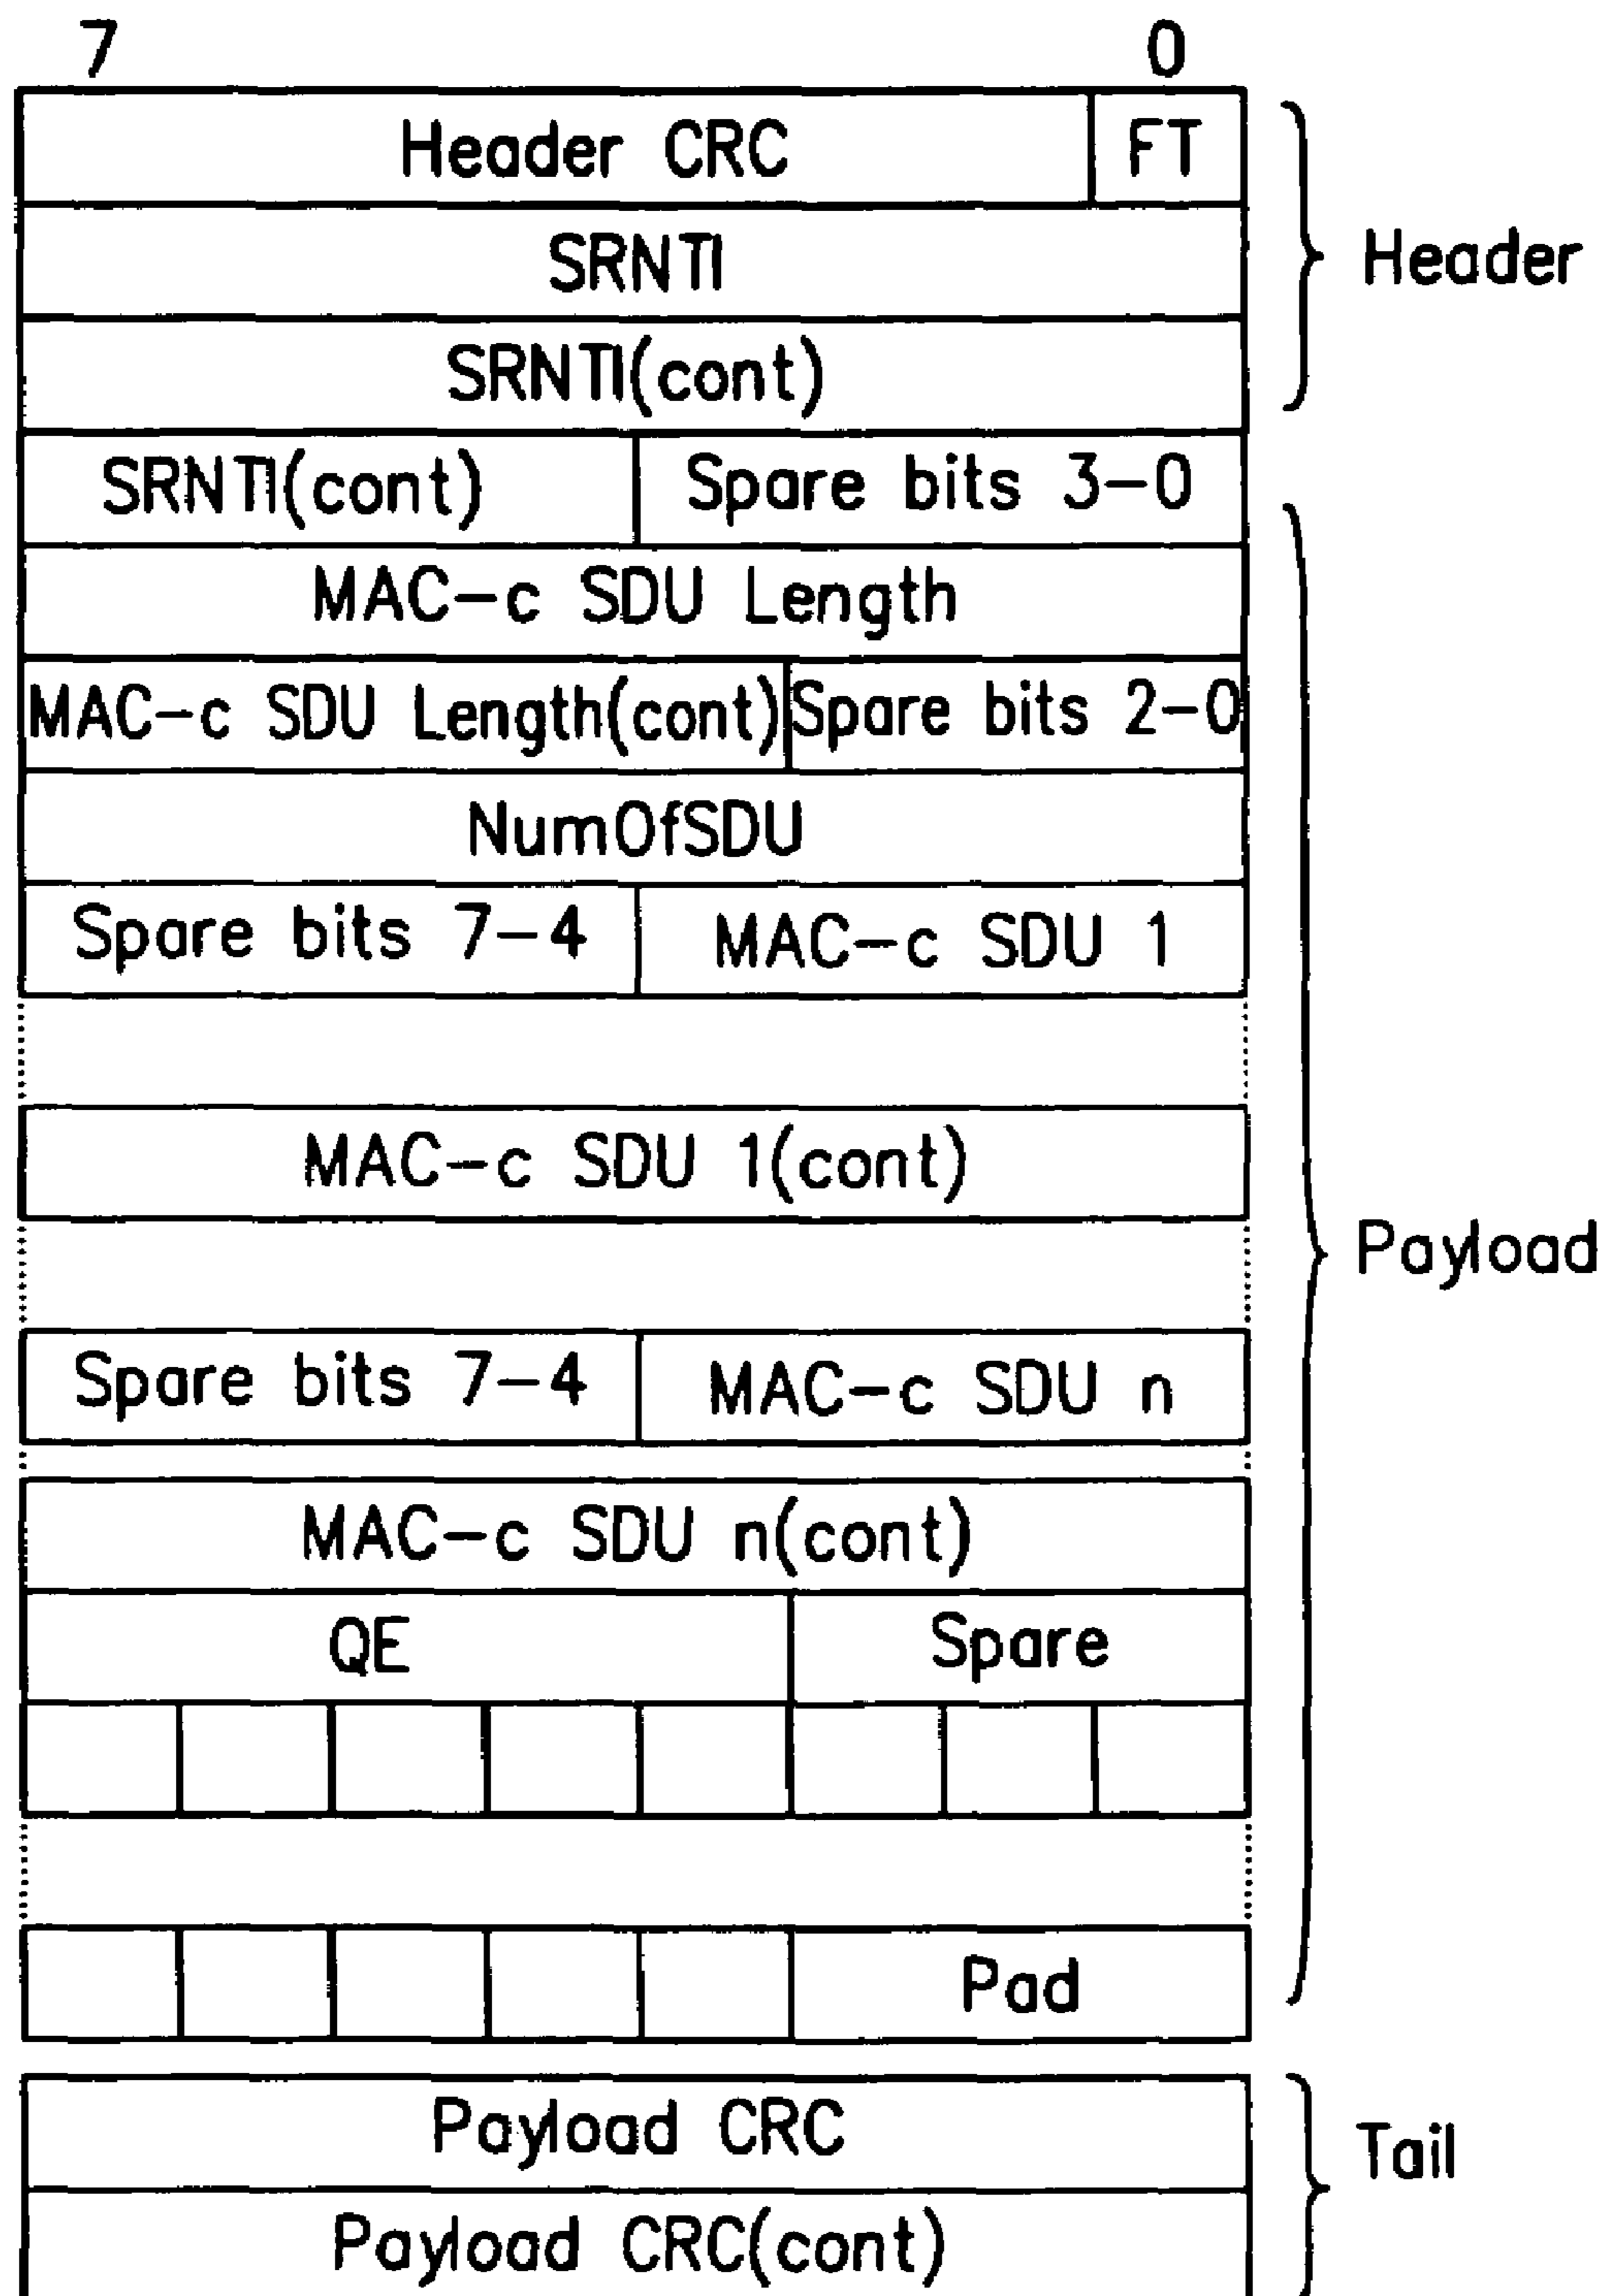 7 0
Header CRC FT
SRNTI
Header
SRNTI(cont)
SRNTI(cont) Spare bits 3-0
MAC-c SDU Length
MAC-c SDU Length(cont) Spare bits 2-0
NumOfSDU
Spare bits 7-4 MAC-c SDU 1
MAC-c SDU 1(cont)
Payload
Spare bits 7-4 MAC-c SDU n
MAC-c SDU n(cont)
QE Spare
Pad
Payload CRC
Tail
Payload CRC(cont)